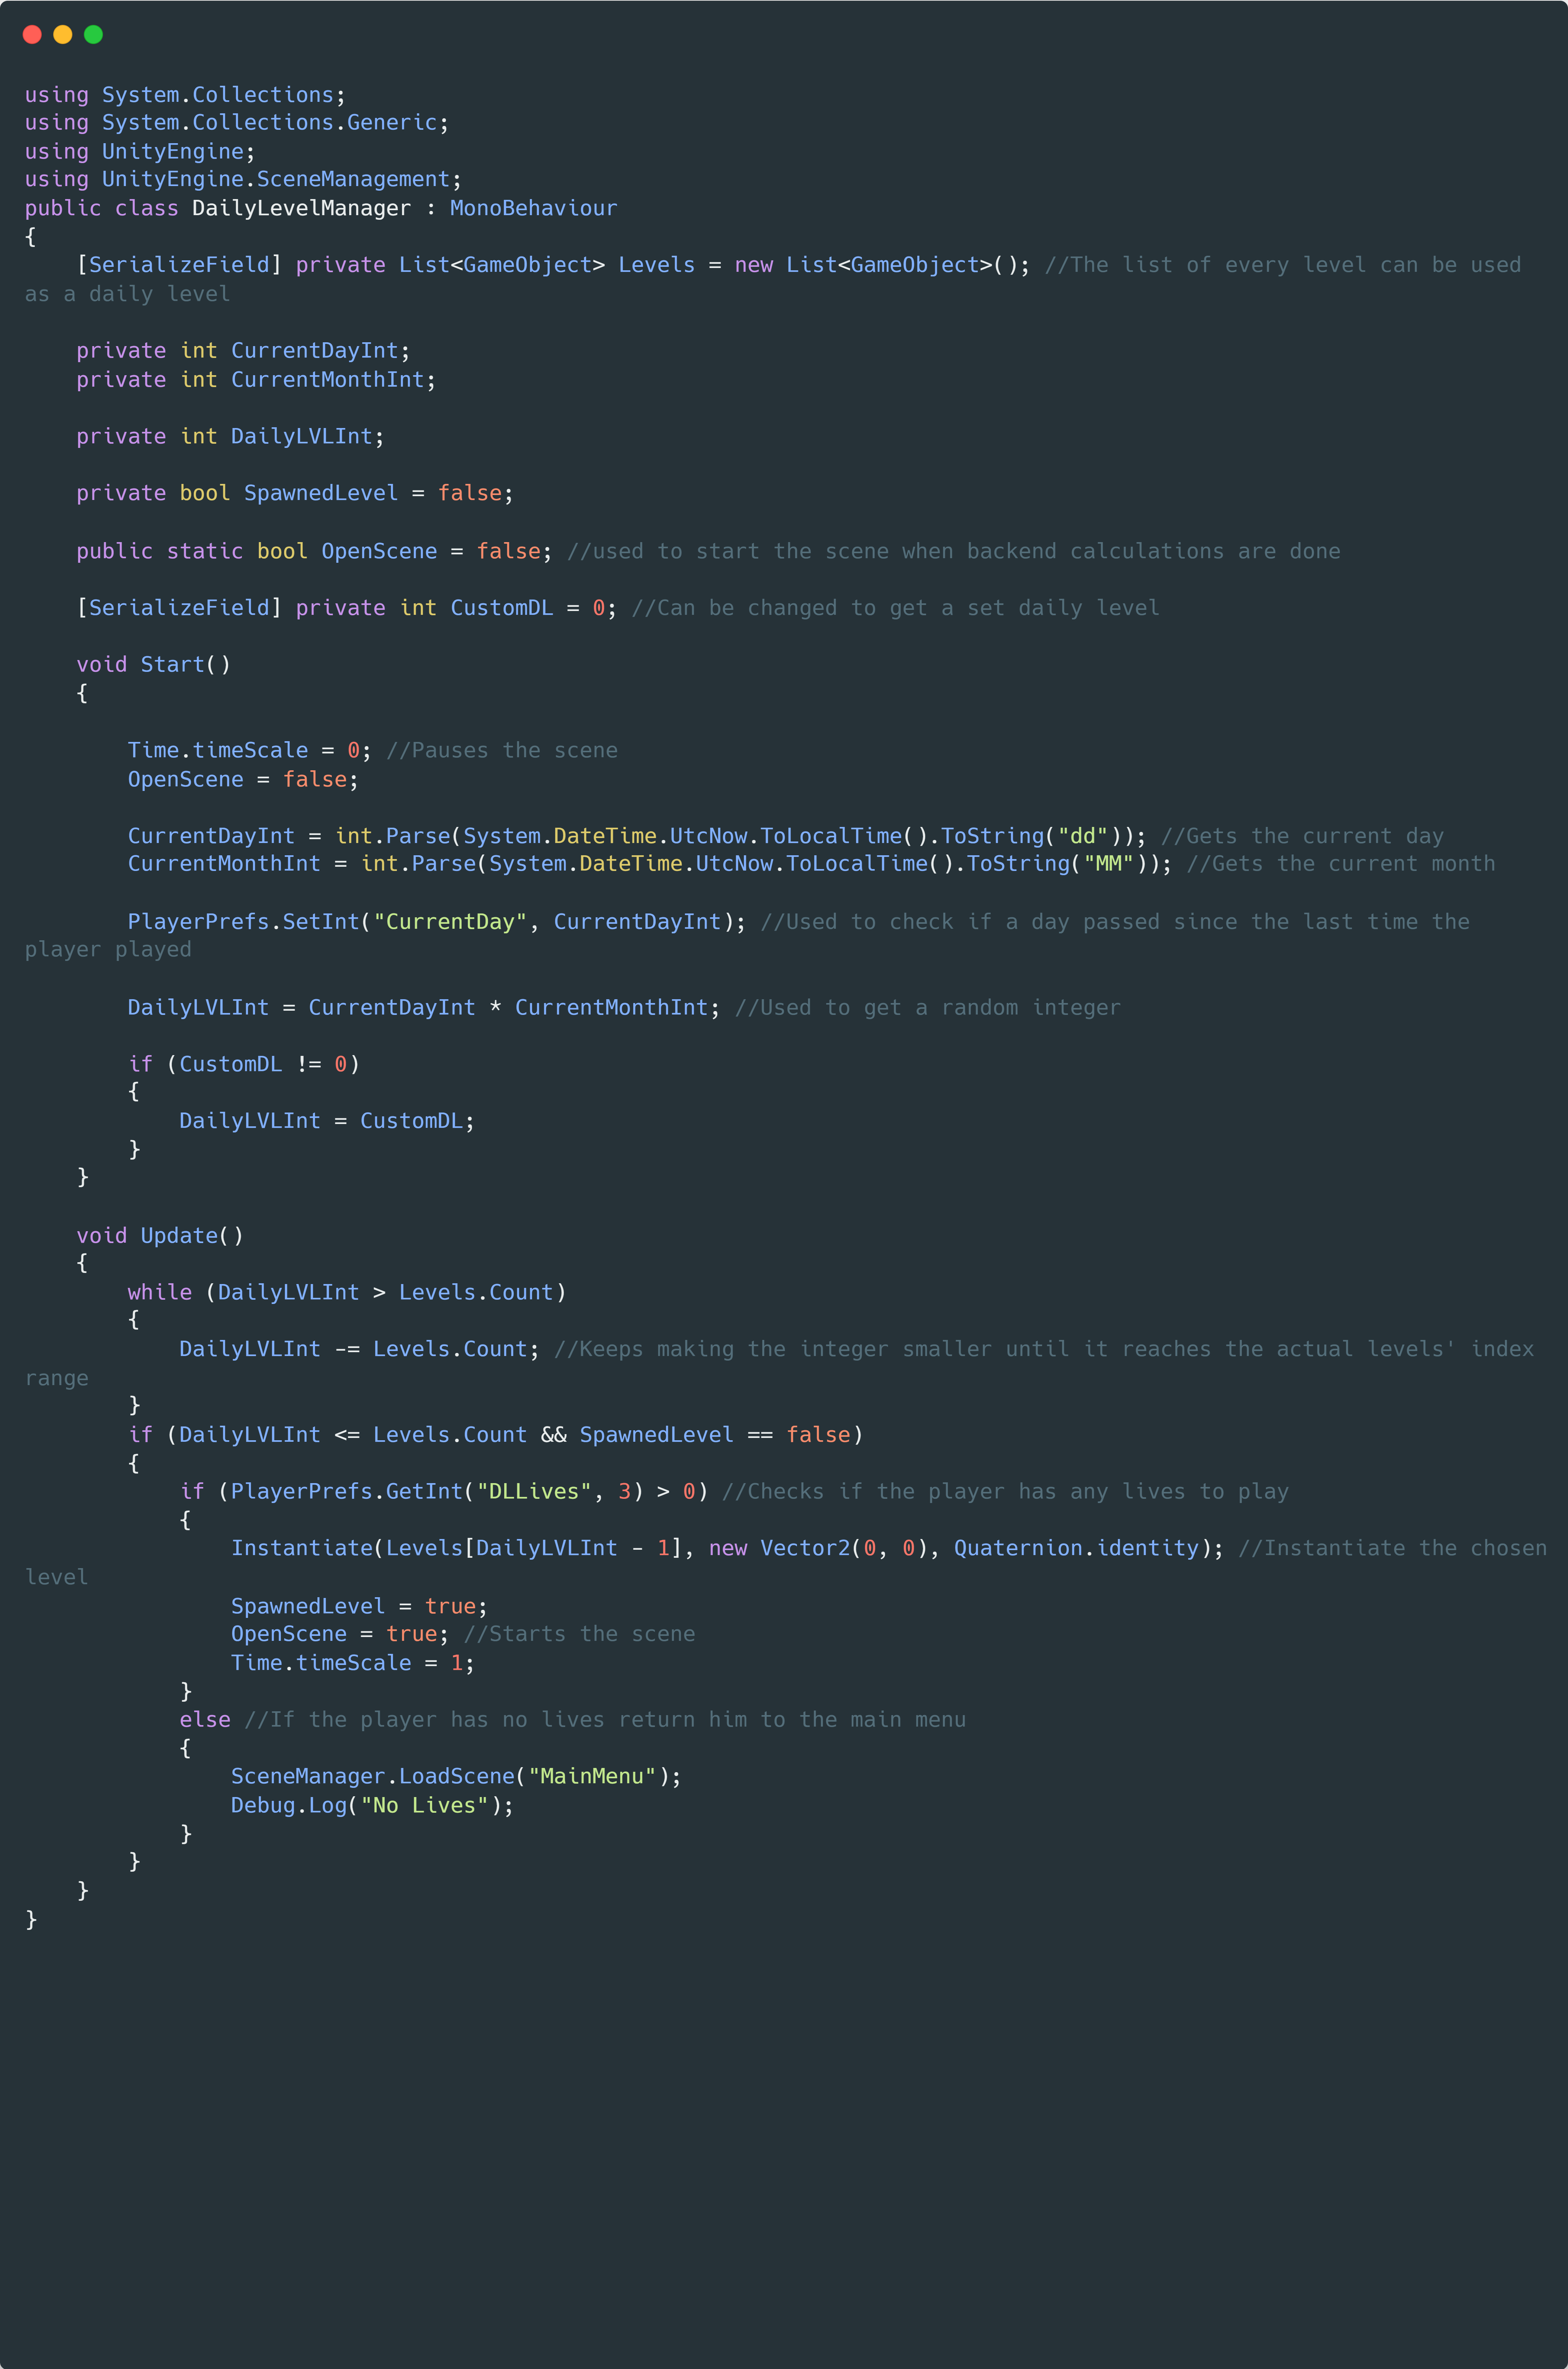 using System.Collections;
using System.Collections.Generic;
using UnityEngine;
using UnityEngine.SceneManagement;
public class DailyLevelManager : MonoBehaviour
{
    [SerializeField] private List<GameObject> Levels = new List<GameObject>(); //The list of every level can be used
as a daily level

    private int CurrentDayInt;
    private int CurrentMonthInt;

    private int DailyLVLInt;

    private bool SpawnedLevel = false;

    public static bool OpenScene = false; //used to start the scene when backend calculations are done

    [SerializeField] private int CustomDL = 0; //Can be changed to get a set daily level

    void Start()
    {

        Time.timeScale = 0; //Pauses the scene
        OpenScene = false;

        CurrentDayInt = int.Parse(System.DateTime.UtcNow.ToLocalTime().ToString("dd")); //Gets the current day
        CurrentMonthInt = int.Parse(System.DateTime.UtcNow.ToLocalTime().ToString("MM")); //Gets the current month

        PlayerPrefs.SetInt("CurrentDay", CurrentDayInt); //Used to check if a day passed since the last time the
player played

        DailyLVLInt = CurrentDayInt * CurrentMonthInt; //Used to get a random integer

        if (CustomDL != 0)
        {
            DailyLVLInt = CustomDL;
        }
    }

    void Update()
    {
        while (DailyLVLInt > Levels.Count)
        {
            DailyLVLInt -= Levels.Count; //Keeps making the integer smaller until it reaches the actual levels' index
range
        }
        if (DailyLVLInt <= Levels.Count && SpawnedLevel == false)
        {
            if (PlayerPrefs.GetInt("DLLives", 3) > 0) //Checks if the player has any lives to play
            {
                Instantiate(Levels[DailyLVLInt - 1], new Vector2(0, 0), Quaternion.identity); //Instantiate the chosen
level
                SpawnedLevel = true;
                OpenScene = true; //Starts the scene
                Time.timeScale = 1;
            }
            else //If the player has no lives return him to the main menu
            {
                SceneManager.LoadScene("MainMenu");
                Debug.Log("No Lives");
            }
        }
    }
}